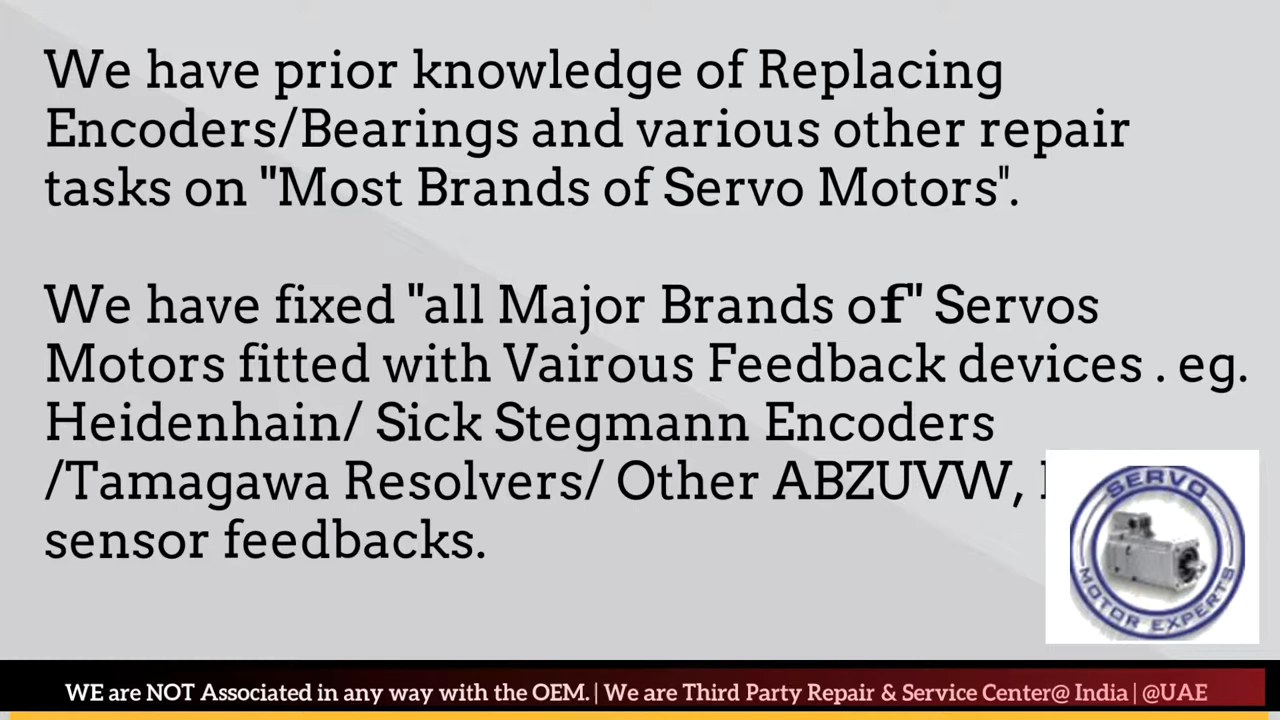 We have prior knowledge of Replacing
Encoders/Bearings and various other repair
tasks on "Most Brands of Servo Motors".
We have fixed "all Major Brands of" Servos
Motors fitted with Vairous Feedback devices . eg.
Heidenhain/ Sick Stegmann Encoders
/Tamagawa Resolvers/ Other ABZUVW,
sensor feedbacks.
SERVO
MOTOR EXPERTS
WE are NOT Associated in any way with the OEM. | We are Third Party Repair & Service Center@ India | @UAE